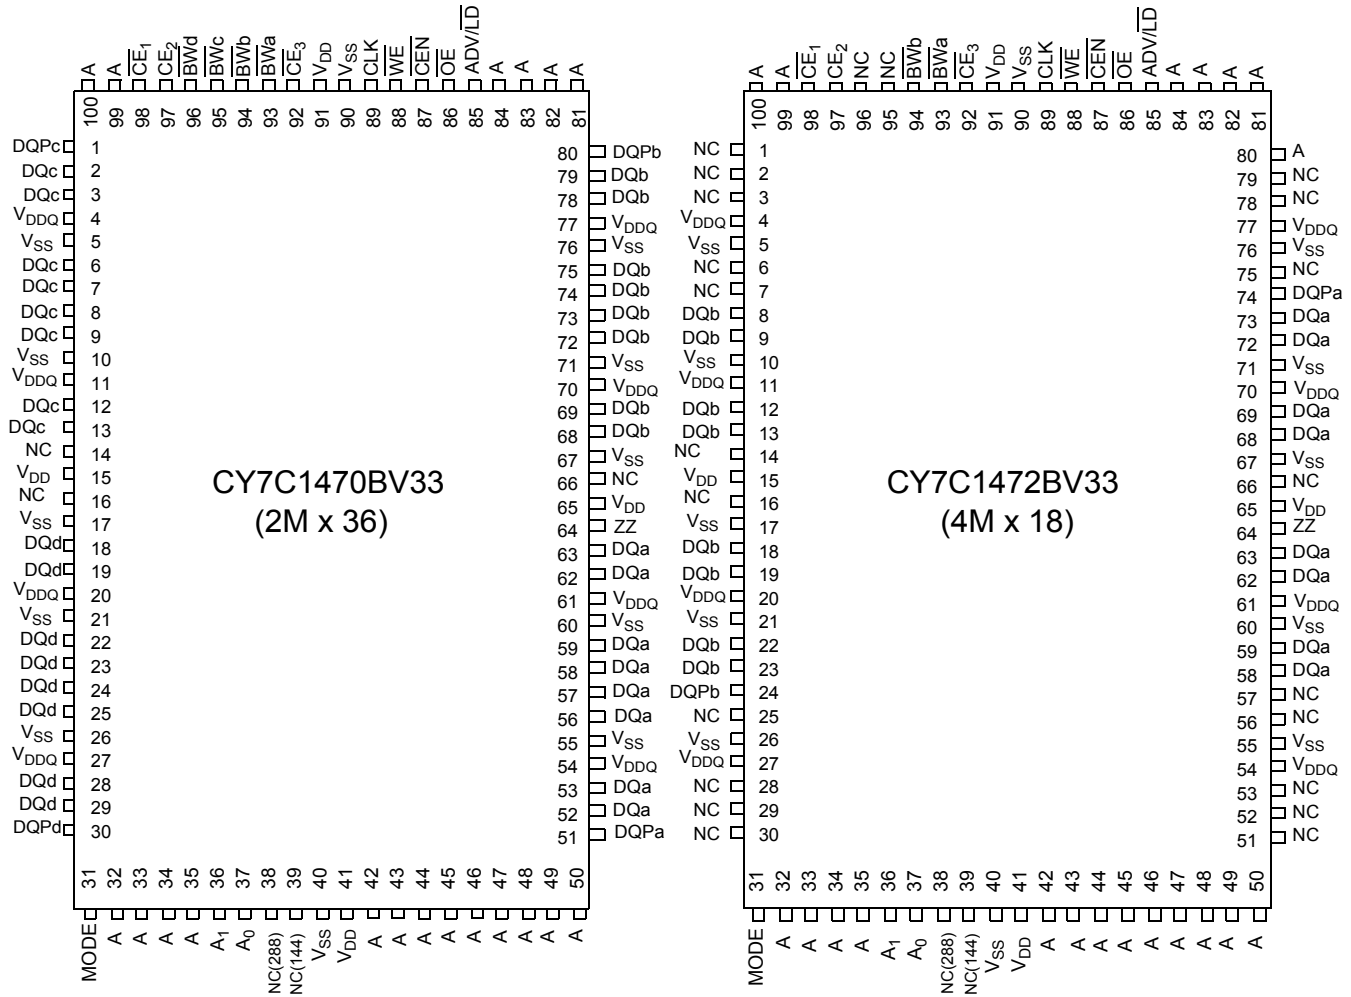 A A CE1 CE2 BWd BWc BWb BWa CE3 VDD VSS CLK WE CEN OE ADV/LD A A A A
100 99 98 97 96 95 94 93 92 91 90 89 88 87 86 85 84 83 82 81
DQPc 1
DQc 2
DQc 3
VDDQ 4
VSS 5
DQc 6
DQc 7
DQc 8
DQc 9
VSS 10
VDDQ 11
DQc 12
DQc 13
NC 14
VDD 15
NC 16
VSS 17
DQd 18
DQd 19
VDDQ 20
VSS 21
DQd 22
DQd 23
DQd 24
DQd 25
VSS 26
VDDQ 27
DQd 28
DQd 29
DQPd 30
CY7C1470BV33
(2M x 36)
80 DQPb
79 DQb
78 DQb
77 VDDQ
76 VSS
75 DQb
74 DQb
73 DQb
72 DQb
71 VSS
70 VDDQ
69 DQb
68 DQb
67 VSS
66 NC
65 VDD
64 ZZ
63 DQa
62 DQa
61 VDDQ
60 VSS
59 DQa
58 DQa
57 DQa
56 DQa
55 VSS
54 VDDQ
53 DQa
52 DQa
51 DQPa
31 32 33 34 35 36 37 38 39 40 41 42 43 44 45 46 47 48 49 50
MODE A A A A A1 A0 NC(288) NC(144) VSS VDD A A A A A A A A A
A A CE1 CE2 NC NC BWb BWa CE3 VDD VSS CLK WE CEN OE ADV/LD A A A A
100 99 98 97 96 95 94 93 92 91 90 89 88 87 86 85 84 83 82 81
NC 1
NC 2
NC 3
VDDQ 4
VSS 5
NC 6
NC 7
DQb 8
DQb 9
VSS 10
VDDQ 11
DQb 12
DQb 13
NC 14
VDD 15
NC 16
VSS 17
DQb 18
DQb 19
VDDQ 20
VSS 21
DQb 22
DQb 23
DQPb 24
NC 25
VSS 26
VDDQ 27
NC 28
NC 29
NC 30
CY7C1472BV33
(4M x 18)
80 A
79 NC
78 NC
77 VDDQ
76 VSS
75 NC
74 DQPa
73 DQa
72 DQa
71 VSS
70 VDDQ
69 DQa
68 DQa
67 VSS
66 NC
65 VDD
64 ZZ
63 DQa
62 DQa
61 VDDQ
60 VSS
59 DQa
58 DQa
57 NC
56 NC
55 VSS
54 VDDQ
53 NC
52 NC
51 NC
31 32 33 34 35 36 37 38 39 40 41 42 43 44 45 46 47 48 49 50
MODE A A A A A1 A0 NC(288) NC(144) VSS VDD A A A A A A A A A